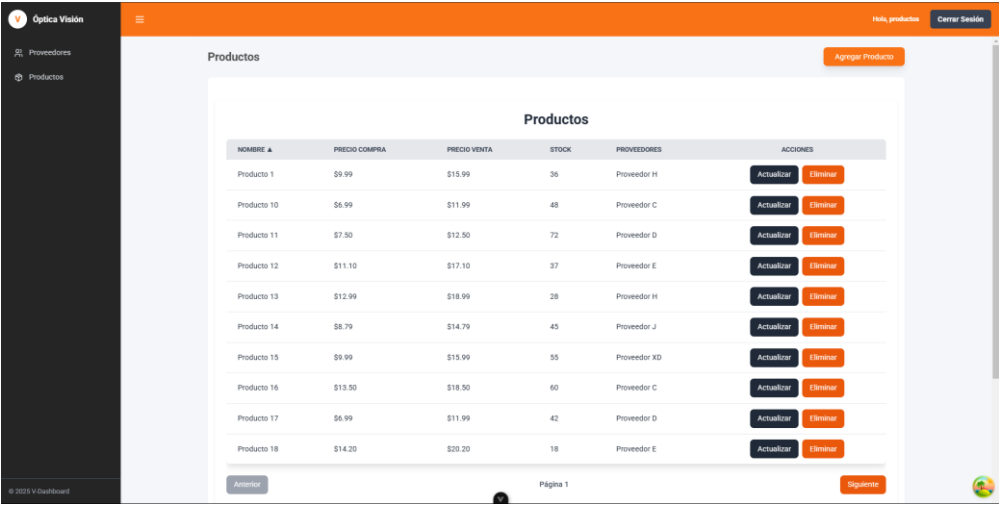 V Óptica Visión
Hola, productos Cerrar Sesión
Proveedores
Productos
Productos Agregar Producto
Productos
NOMBRE ▲ PRECIO COMPRA PRECIO VENTA STOCK PROVEEDORES ACCIONES
Producto 1 $9.99 $15.99 36 Proveedor H Actualizar Eliminar
Producto 10 $6.99 $11.99 48 Proveedor C Actualizar Eliminar
Producto 11 $7.50 $12.50 72 Proveedor D Actualizar Eliminar
Producto 12 $11.10 $17.10 37 Proveedor E Actualizar Eliminar
Producto 13 $12.99 $18.99 28 Proveedor H Actualizar Eliminar
Producto 14 $8.79 $14.79 45 Proveedor J Actualizar Eliminar
Producto 15 $9.99 $15.99 55 Proveedor XD Actualizar Eliminar
Producto 16 $13.50 $18.50 60 Proveedor C Actualizar Eliminar
Producto 17 $6.99 $11.99 42 Proveedor D Actualizar Eliminar
Producto 18 $14.20 $20.20 18 Proveedor E Actualizar Eliminar
Anterior Página 1 Siguiente
© 2025 V-Dashboard
V